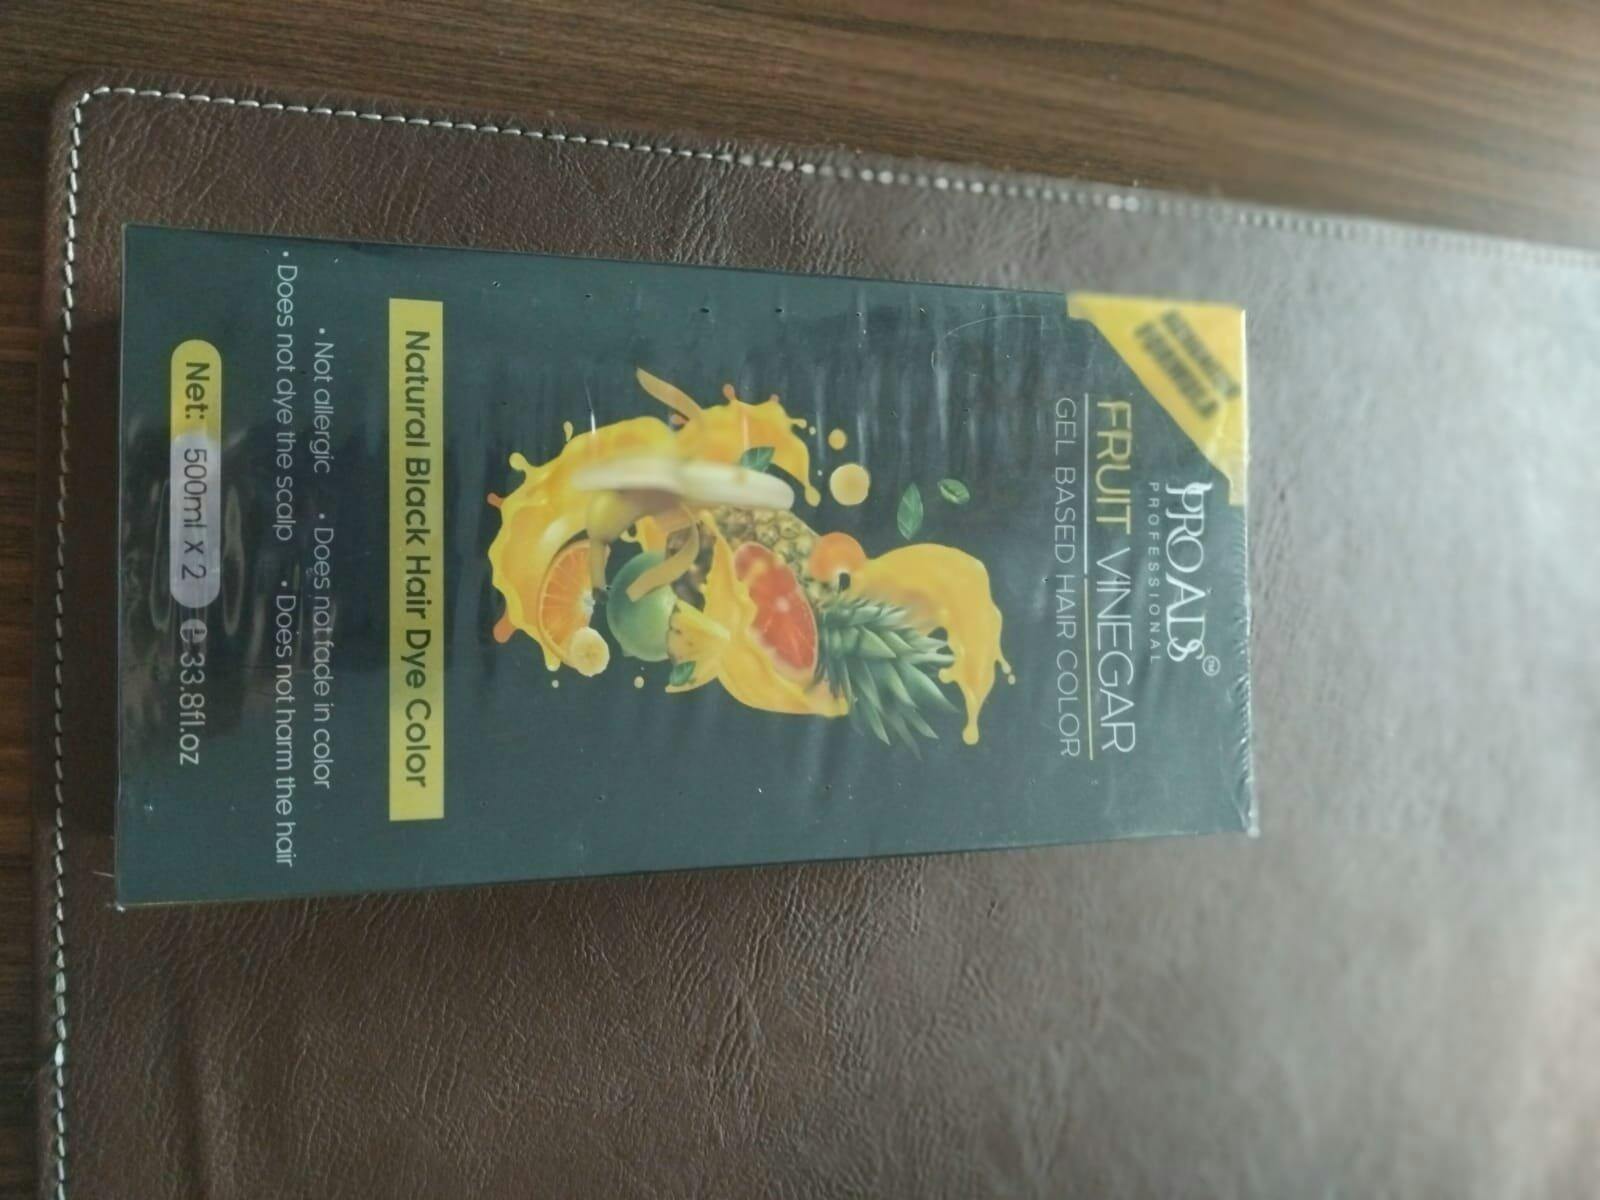 PROADS™
PROFESSIONAL
FRUIT VINEGAR
GEL BASED HAIR COLOR
Natural Black Hair Dye Color
• Not allergic • Does not fade in color
• Does not dye the scalp • Does not harm the hair
Net: 500ml x 2 e 33.8fl.oz